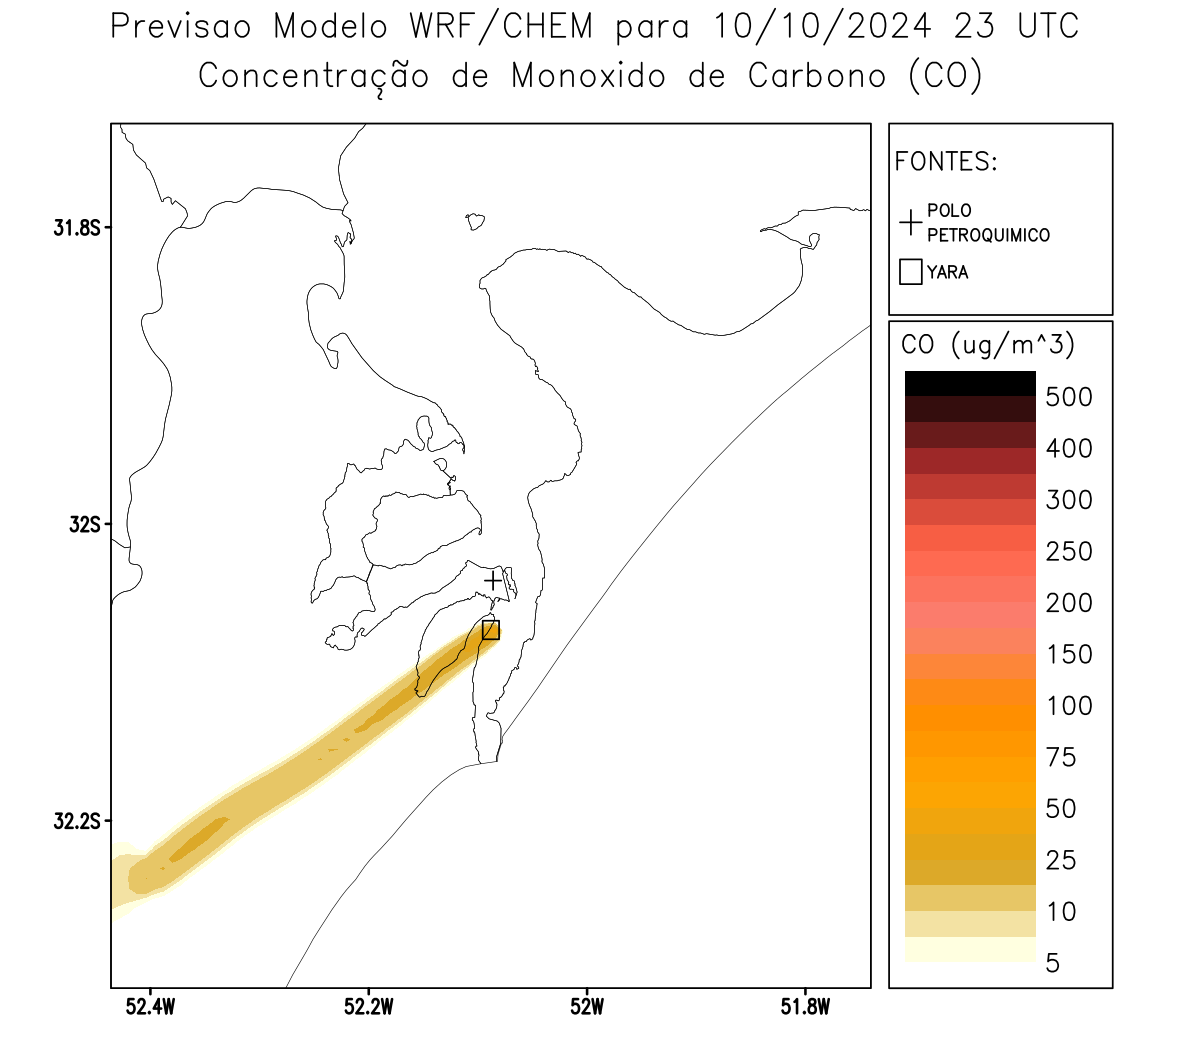 Previsao Modelo WRF/CHEM para 10/10/2024 23 UTC
Concentração de Monoxido de Carbono (CO)
FONTES:
POLO
PETROQUIMICO
YARA
CO (ug/m^3)
500
400
300
250
200
150
100
75
50
25
10
5
31.8S
32S
32.2S
52.4W
52.2W
52W
51.8W